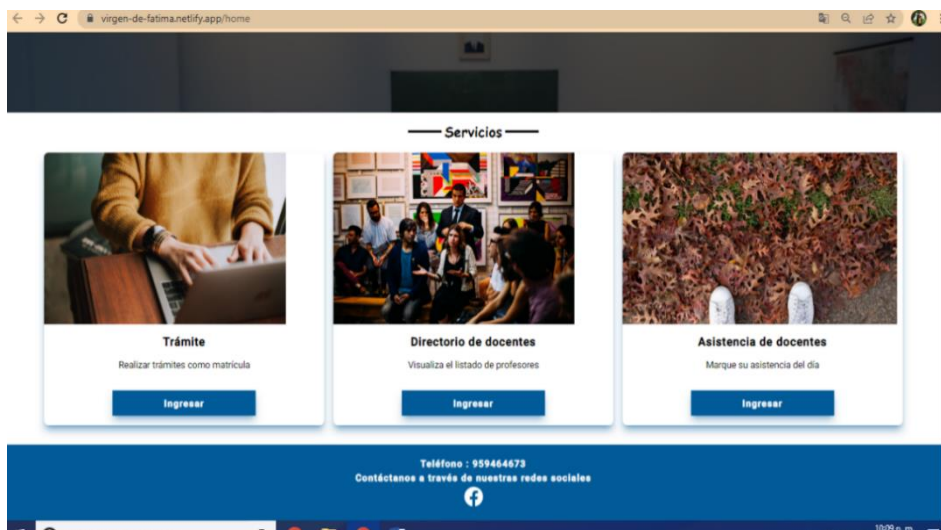 virgen-de-fatima.netlify.app/home
Servicios
Trámite
Realizar trámites como matrícula
Ingresar
Directorio de docentes
Visualiza el listado de profesores
Ingresar
Asistencia de docentes
Marque su asistencia del día
Ingresar
Teléfono : 959464673
Contáctanos a través de nuestras redes sociales
10:09 p. m.